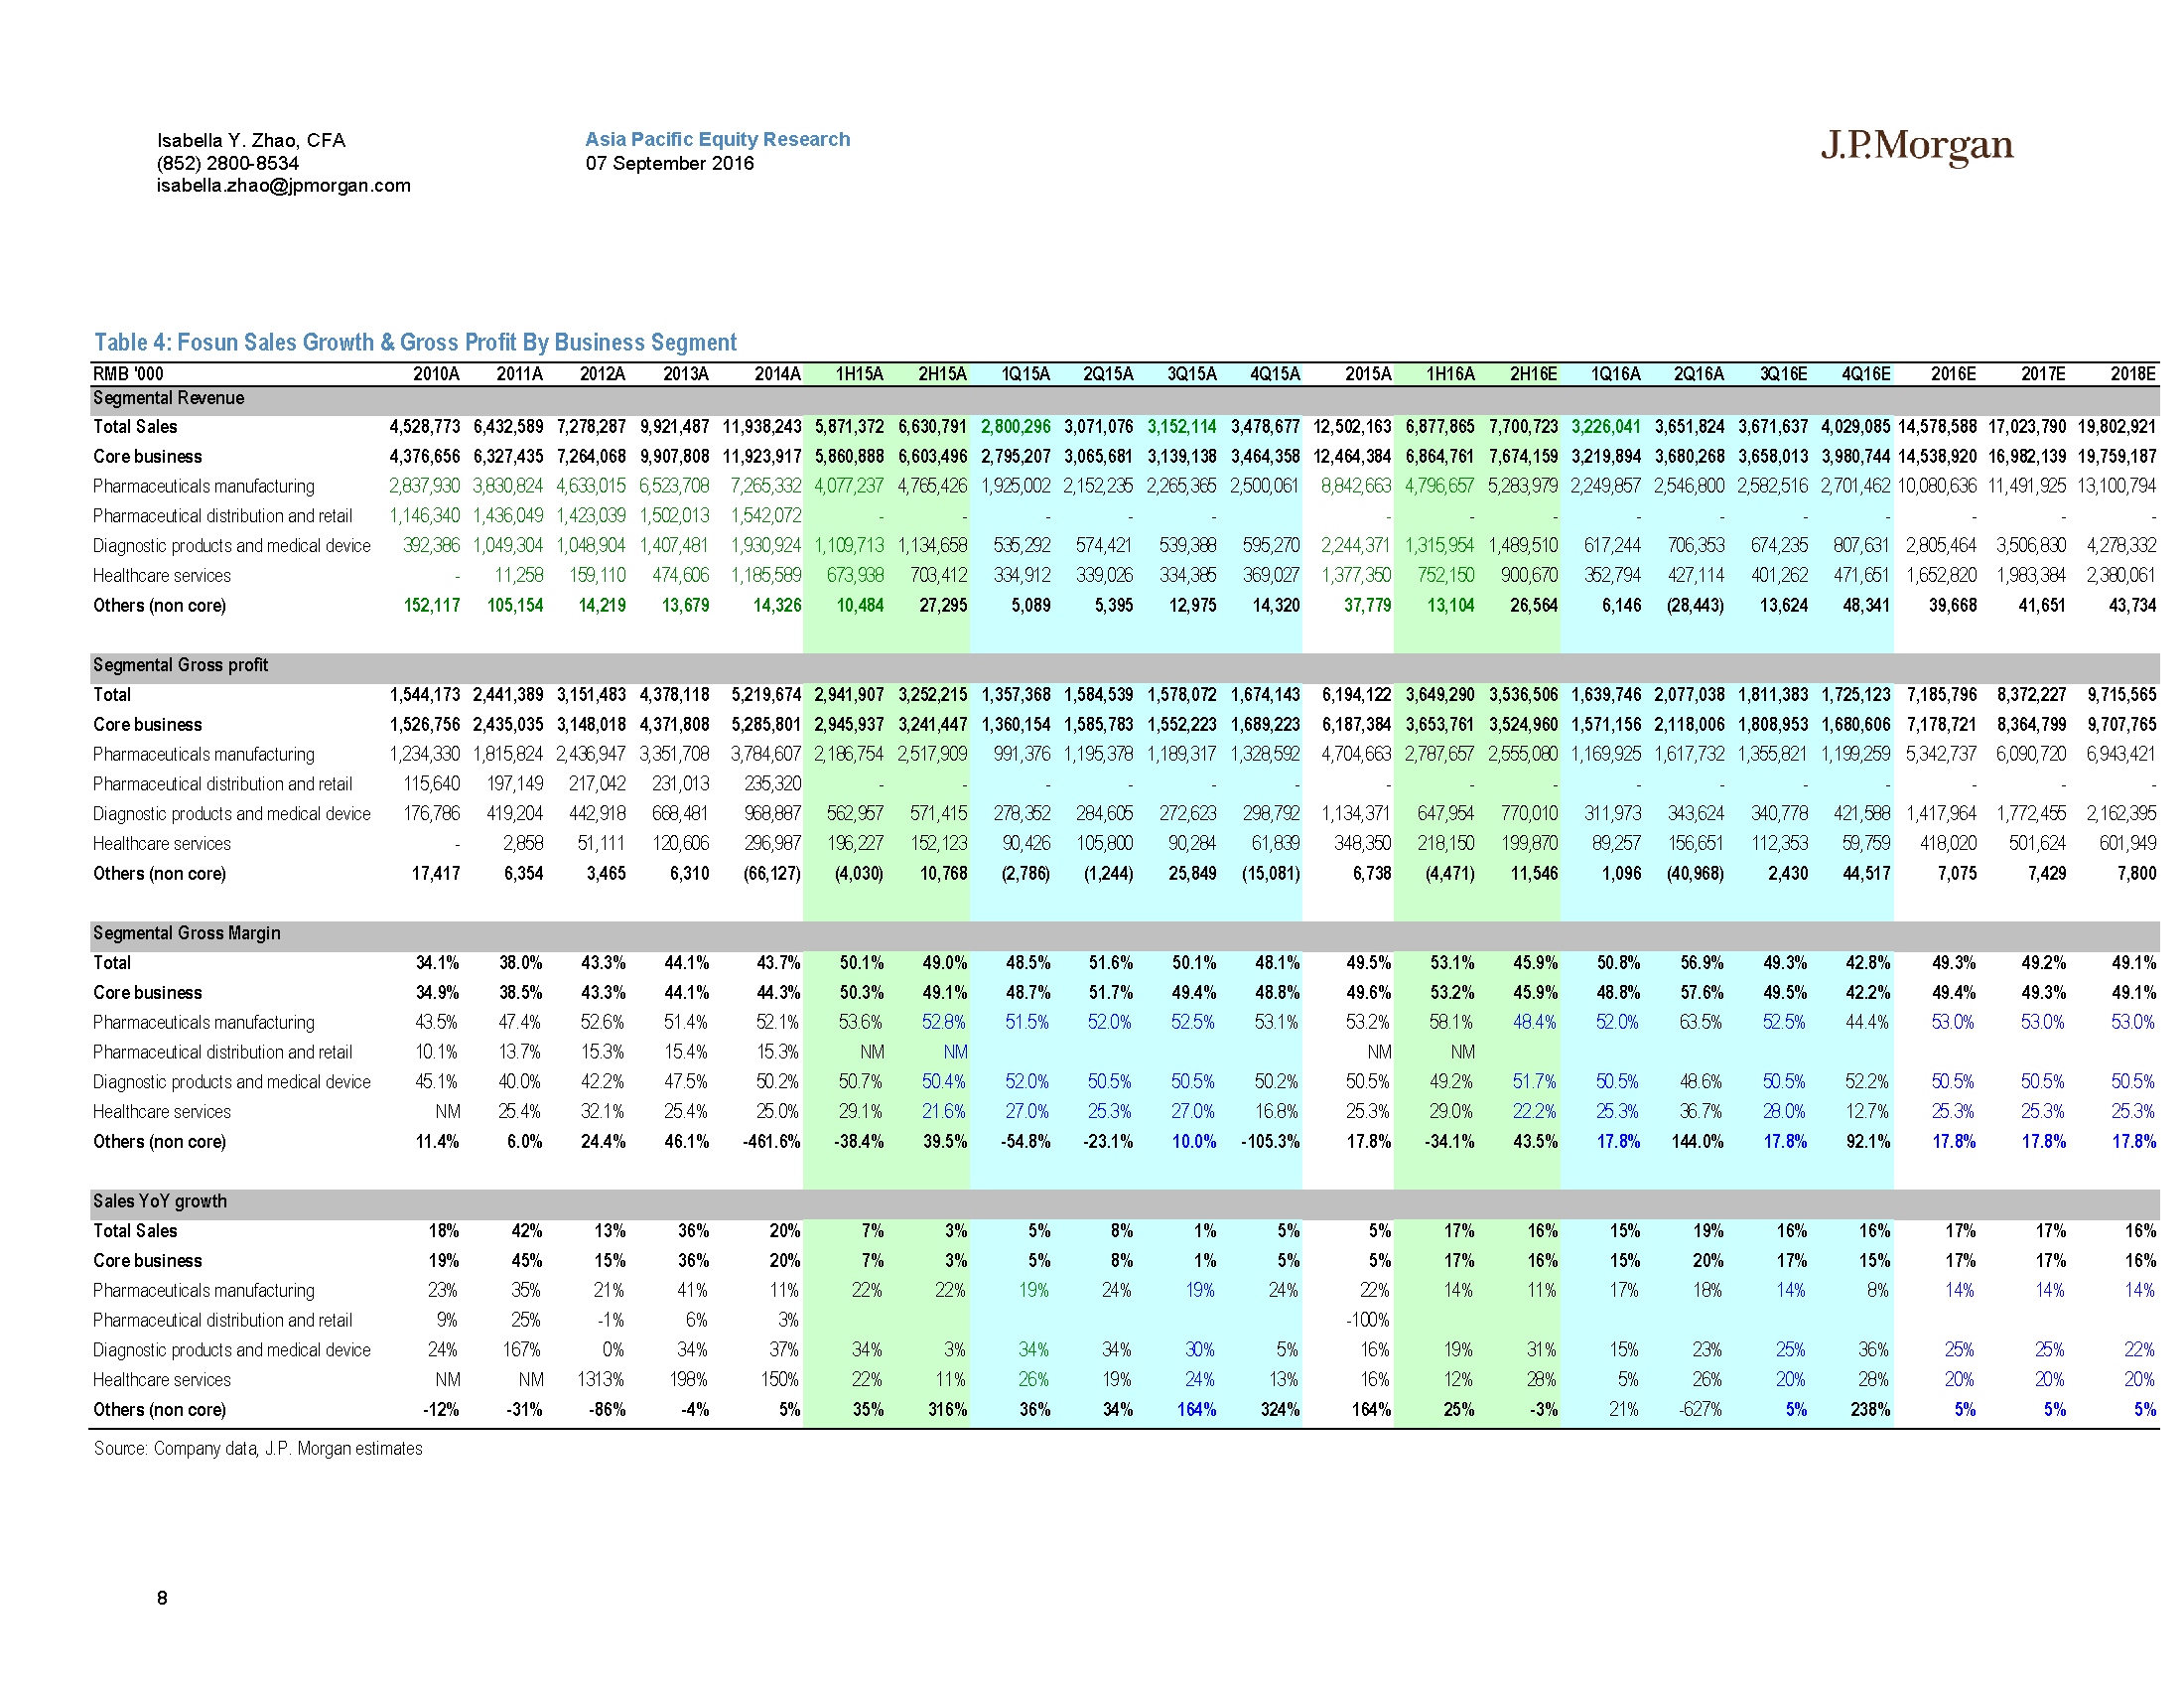 Isabella Y. Zhao, CFA
(852) 2800-8534
isabella.zhao@jpmorgan.com
Asia Pacific Equity Research
07 September 2016
J.P.Morgan
Table 4: Fosun Sales Growth & Gross Profit By Business Segment
RMB '000 2010A 2011A 2012A 2013A 2014A 1H15A 2H15A 1Q15A 2Q15A 3Q15A 4Q15A 2015A 1H16A 2H16E 1Q16A 2Q16A 3Q16E 4Q16E 2016E 2017E 2018E
Segmental Revenue
Total Sales 4,528,773 6,432,589 7,278,287 9,921,487 11,938,243 5,871,372 6,630,791 2,800,296 3,071,076 3,152,114 3,478,677 12,502,163 6,877,865 7,700,723 3,226,041 3,651,824 3,671,637 4,029,085 14,578,588 17,023,790 19,802,921
Core business 4,376,656 6,327,435 7,264,068 9,907,808 11,923,917 5,860,888 6,603,496 2,795,207 3,065,681 3,139,138 3,464,358 12,464,384 6,864,761 7,674,159 3,219,894 3,680,268 3,658,013 3,980,744 14,538,920 16,982,139 19,759,187
Pharmaceuticals manufacturing 2,837,930 3,830,824 4,633,015 6,523,708 7,265,332 4,077,237 4,765,426 1,925,002 2,152,235 2,265,365 2,500,061 8,842,663 4,796,657 5,283,979 2,249,857 2,546,800 2,582,516 2,701,462 10,080,636 11,491,925 13,100,794
Pharmaceutical distribution and retail 1,146,340 1,436,049 1,423,039 1,502,013 1,542,072 - - - - - - - - - - - - - - -
Diagnostic products and medical device 392,386 1,049,304 1,048,904 1,407,481 1,930,924 1,109,713 1,134,658 535,292 574,421 539,388 595,270 2,244,371 1,315,954 1,489,510 617,244 706,353 674,235 807,631 2,805,464 3,506,830 4,278,332
Healthcare services - 11,258 159,110 474,606 1,185,589 673,938 703,412 334,912 339,026 334,385 369,027 1,377,350 752,150 900,670 352,794 427,114 401,262 471,651 1,652,820 1,983,384 2,380,061
Others (non core) 152,117 105,154 14,219 13,679 14,326 10,484 27,295 5,089 5,395 12,975 14,320 37,779 13,104 26,564 6,146 (28,443) 13,624 48,341 39,668 41,651 43,734
Segmental Gross profit
Total 1,544,173 2,441,389 3,151,483 4,378,118 5,219,674 2,941,907 3,252,215 1,357,368 1,584,539 1,578,072 1,674,143 6,194,122 3,649,290 3,536,506 1,639,746 2,077,038 1,811,383 1,725,123 7,185,796 8,372,227 9,715,565
Core business 1,526,756 2,435,035 3,148,018 4,371,808 5,285,801 2,945,937 3,241,447 1,360,154 1,585,783 1,552,223 1,689,223 6,187,384 3,653,761 3,524,960 1,571,156 2,118,006 1,808,953 1,680,606 7,178,721 8,364,799 9,707,765
Pharmaceuticals manufacturing 1,234,330 1,815,824 2,436,947 3,351,708 3,784,607 2,186,754 2,517,909 991,376 1,195,378 1,189,317 1,328,592 4,704,663 2,787,657 2,555,080 1,169,925 1,617,732 1,355,821 1,199,259 5,342,737 6,090,720 6,943,421
Pharmaceutical distribution and retail 115,640 197,149 217,042 231,013 235,320 - - - - - - - - - - - - - - - -
Diagnostic products and medical device 176,786 419,204 442,918 668,481 968,887 562,957 571,415 278,352 284,605 272,623 298,792 1,134,371 647,954 770,010 311,973 343,624 340,778 421,588 1,417,964 1,772,455 2,162,395
Healthcare services - 2,858 51,111 120,606 296,987 196,227 152,123 90,426 105,800 90,284 61,839 348,350 218,150 199,870 89,257 156,651 112,353 59,759 418,020 501,624 601,949
Others (non core) 17,417 6,354 3,465 6,310 (66,127) (4,030) 10,768 (2,786) (1,244) 25,849 (15,081) 6,738 (4,471) 11,546 1,096 (40,968) 2,430 44,517 7,075 7,429 7,800
Segmental Gross Margin
Total 34.1% 38.0% 43.3% 44.1% 43.7% 50.1% 49.0% 48.5% 51.6% 50.1% 48.1% 49.5% 53.1% 45.9% 50.8% 56.9% 49.3% 42.8% 49.3% 49.2% 49.1%
Core business 34.9% 38.5% 43.3% 44.1% 44.3% 50.3% 49.1% 48.7% 51.7% 49.4% 48.8% 49.6% 53.2% 45.9% 48.8% 57.6% 49.5% 42.2% 49.4% 49.3% 49.1%
Pharmaceuticals manufacturing 43.5% 47.4% 52.6% 51.4% 52.1% 53.6% 52.8% 51.5% 52.0% 52.5% 53.1% 53.2% 58.1% 48.4% 52.0% 63.5% 52.5% 44.4% 53.0% 53.0% 53.0%
Pharmaceutical distribution and retail 10.1% 13.7% 15.3% 15.4% 15.3% NM NM NM NM
Diagnostic products and medical device 45.1% 40.0% 42.2% 47.5% 50.2% 50.7% 50.4% 52.0% 50.5% 50.5% 50.2% 50.5% 49.2% 51.7% 50.5% 48.6% 50.5% 52.2% 50.5% 50.5% 50.5%
Healthcare services NM 25.4% 32.1% 25.4% 25.0% 29.1% 21.6% 27.0% 25.3% 27.0% 16.8% 25.3% 29.0% 22.2% 25.3% 36.7% 28.0% 12.7% 25.3% 25.3% 25.3%
Others (non core) 11.4% 6.0% 24.4% 46.1% -461.6% -38.4% 39.5% -54.8% -23.1% 10.0% -105.3% 17.8% -34.1% 43.5% 17.8% 144.0% 17.8% 92.1% 17.8% 17.8% 17.8%
Sales YoY growth
Total Sales 18% 42% 13% 36% 20% 7% 3% 5% 8% 1% 5% 5% 17% 16% 15% 19% 16% 16% 17% 17% 16%
Core business 19% 45% 15% 36% 20% 7% 3% 5% 8% 1% 5% 5% 17% 16% 15% 20% 17% 15% 17% 17% 16%
Pharmaceuticals manufacturing 23% 35% 21% 41% 11% 22% 22% 19% 24% 19% 24% 22% 14% 11% 17% 18% 14% 8% 14% 14% 14%
Pharmaceutical distribution and retail 9% 25% -1% 6% 3% -100%
Diagnostic products and medical device 24% 167% 0% 34% 37% 34% 3% 34% 34% 30% 5% 16% 19% 31% 15% 23% 25% 36% 25% 25% 22%
Healthcare services NM NM 1313% 198% 150% 22% 11% 26% 19% 24% 13% 16% 12% 28% 5% 26% 20% 28% 20% 20% 20%
Others (non core) -12% -31% -86% -4% 5% 35% 316% 36% 34% 164% 324% 164% 25% -3% 21% -627% 5% 238% 5% 5% 5%
Source: Company data, J.P. Morgan estimates
8